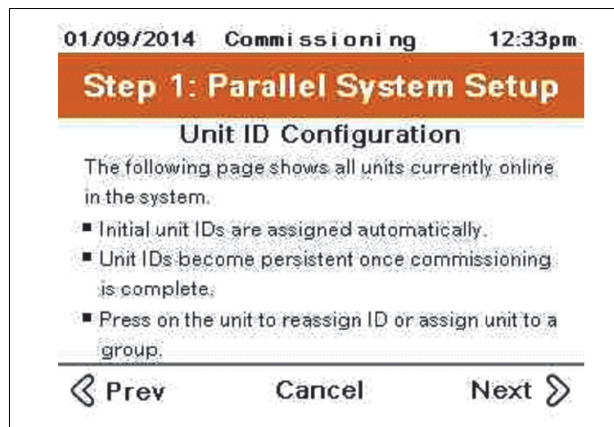 01/09/2014 Commissioning 12:33pm
Step 1: Parallel System Setup
Unit ID Configuration
The following page shows all units currently online
in the system.
▪ Initial unit IDs are assigned automatically.
▪ Unit IDs become persistent once commissioning
is complete.
▪ Press on the unit to reassign ID or assign unit to a
group.
Prev Cancel Next